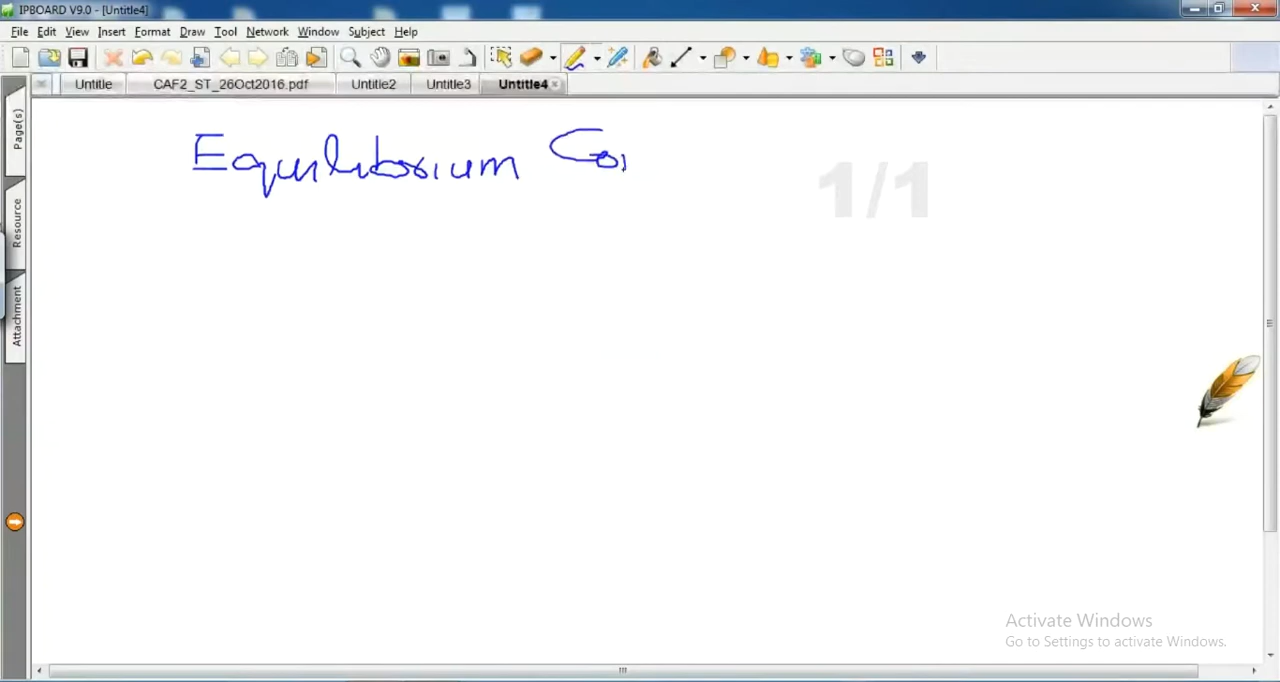 IPBOARD V9.0 - [Untitle4]
File Edit View Insert Format Draw Tool Network Window Subject Help
Untitle CAF2_ST_26Oct2016.pdf Untitle2 Untitle3 Untitle4
Page(s)
Resource
Attachment
Equilibrium Co
1/1
Activate Windows
Go to Settings to activate Windows.